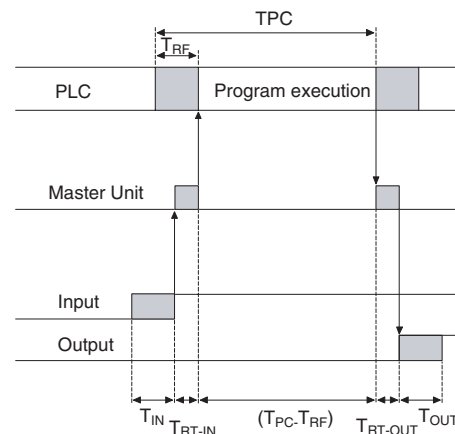 TPC
TRF
PLC
Program execution
Master Unit
Input
Output
TIN
TRT-IN
(TPC-TRF)
TRT-OUT
TOUT